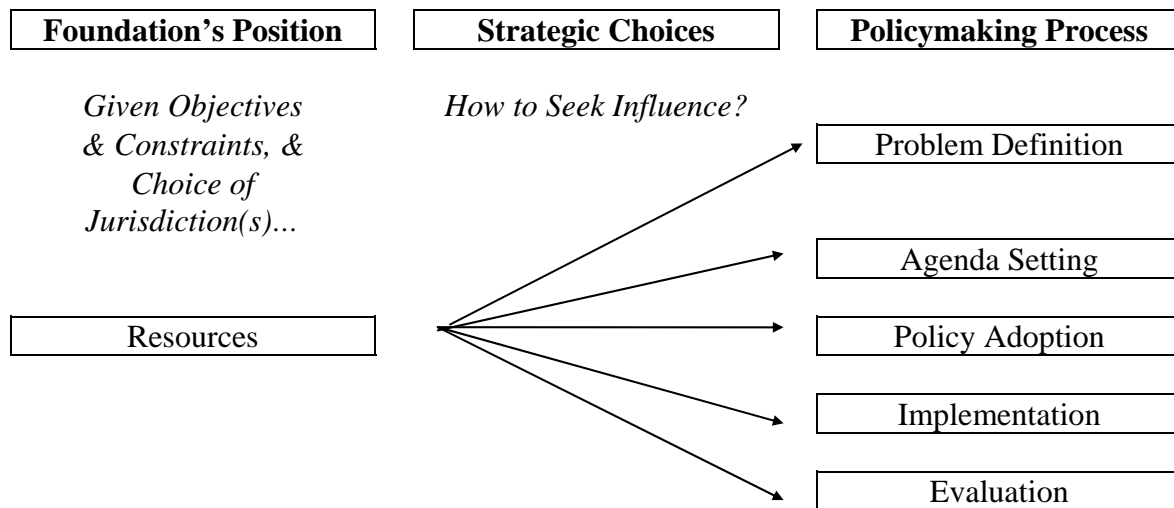 Foundation's Position
Strategic Choices
Policymaking Process
Given Objectives
& Constraints, &
Choice of
Jurisdiction(s)...
How to Seek Influence?
Problem Definition
Agenda Setting
Resources
Policy Adoption
Implementation
Evaluation